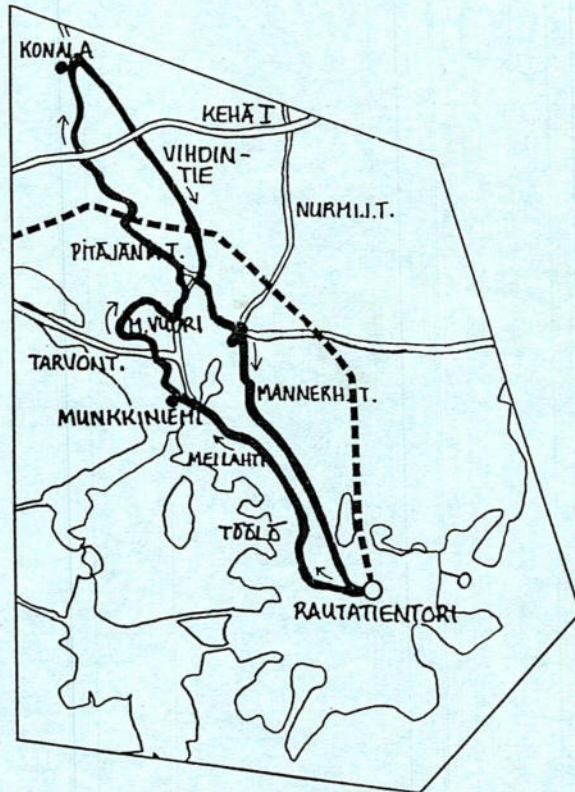 KONALA
KEHÄ I
VIHDIN-
TIE
NURMIJ.T.
PITÄJÄNM.T.
M.VUORI
TARVONT.
MANNERH.T.
MUNKKINIEMI
MEILAHTI
TÖÖLÖ
RAUTATIENTORI